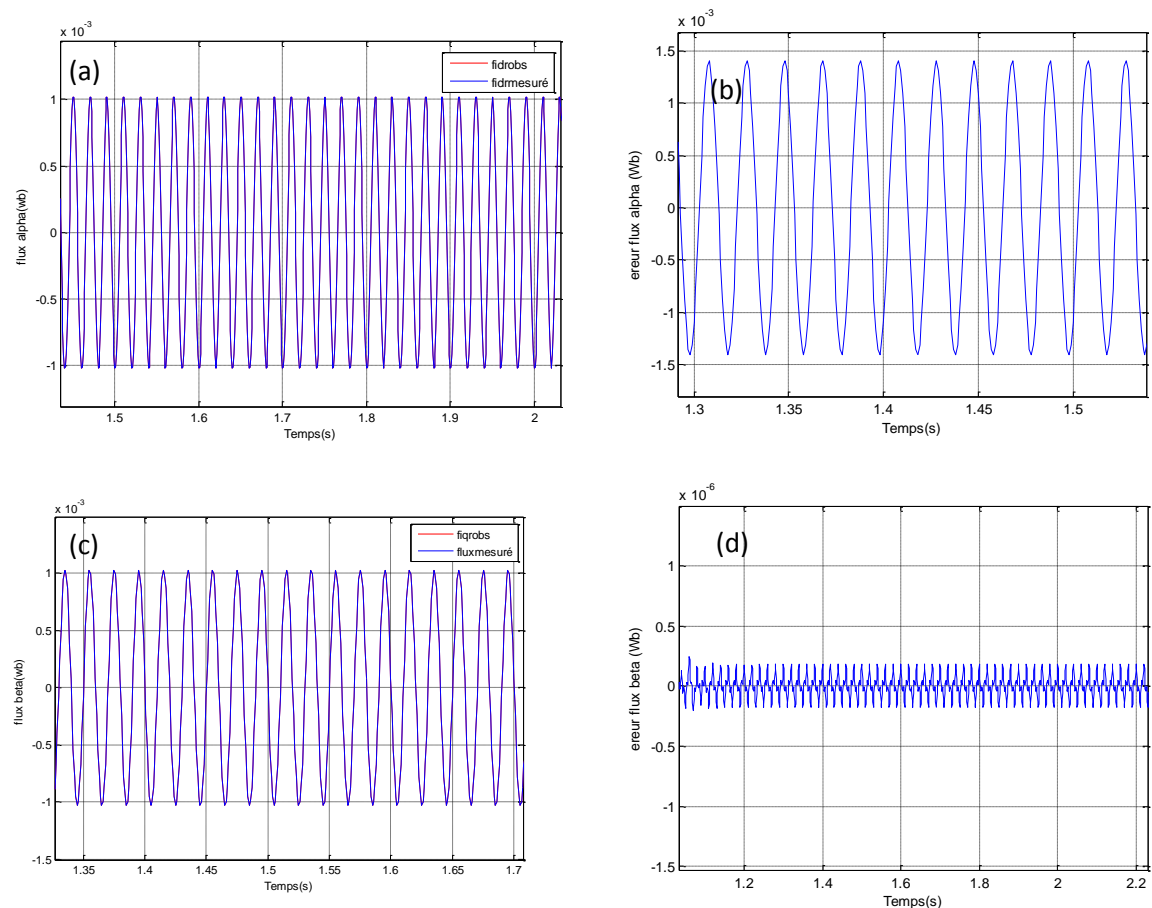 x 10-3
(a)
fidrobs
fidrmesuré
1
0.5
0
-0.5
-1
flux alpha(wb)
1.5
1.6
1.7
1.8
1.9
2
Temps(s)
x 10-3
(b)
1.5
1
0.5
0
-0.5
-1
-1.5
ereur flux alpha (Wb)
1.3
1.35
1.4
1.45
1.5
Temps(s)
x 10-3
(c)
fiqrobs
fluxmesuré
1
0.5
0
-0.5
-1
-1.5
flux beta(wb)
1.35
1.4
1.45
1.5
1.55
1.6
1.65
1.7
Temps(s)
x 10-6
(d)
1
0.5
0
-0.5
-1
-1.5
ereur flux beta (Wb)
1.2
1.4
1.6
1.8
2
2.2
Temps(s)